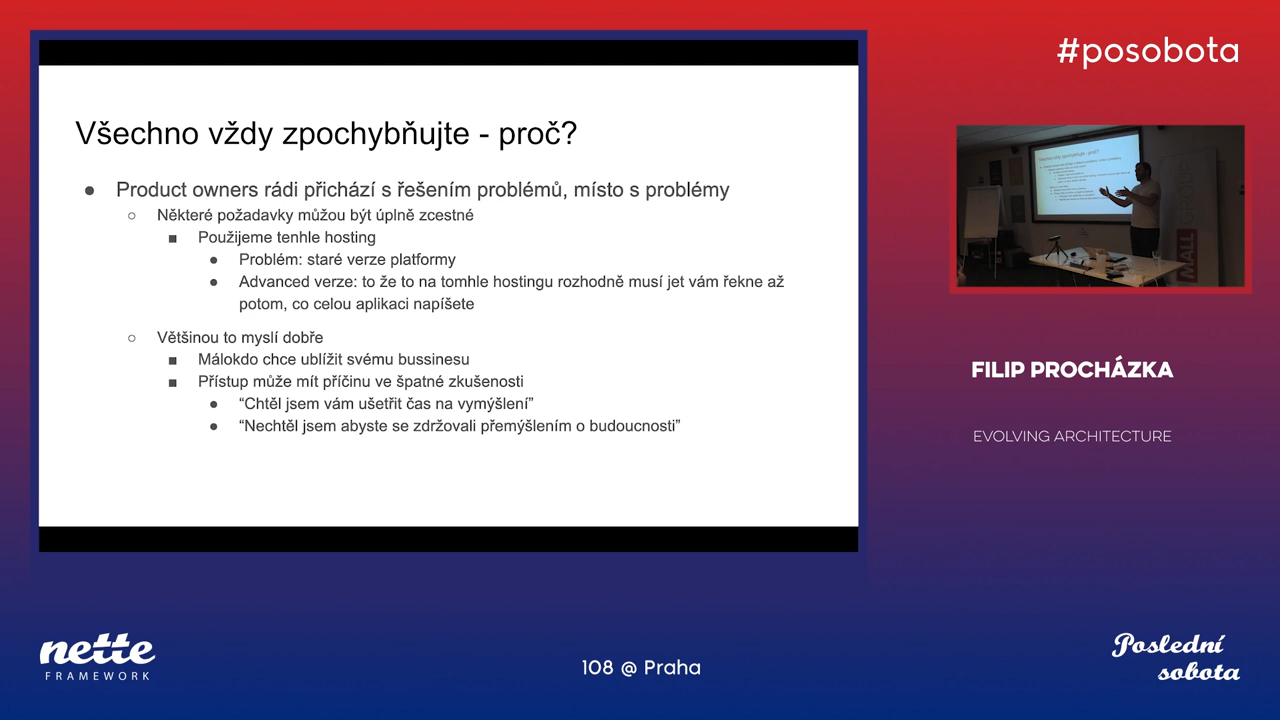 #posobota
Všechno vždy zpochybňujte - proč?
● Product owners rádi přichází s řešením problémů, místo s problémy
○ Některé požadavky můžou být úplně zcestné
■ Použijeme tenhle hosting
● Problém: staré verze platformy
● Advanced verze: to že to na tomhle hostingu rozhodně musí jet vám řekne až
potom, co celou aplikaci napíšete
○ Většinou to myslí dobře
■ Málokdo chce ublížit svému bussinesu
■ Přístup může mít příčinu ve špatné zkušenosti
● “Chtěl jsem vám ušetřit čas na vymýšlení”
● “Nechtěl jsem abyste se zdržovali přemýšlením o budoucnosti”
MALL GROUP
FILIP PROCHÁZKA
EVOLVING ARCHITECTURE
nette
FRAMEWORK
108 @ Praha
Poslední
sobota